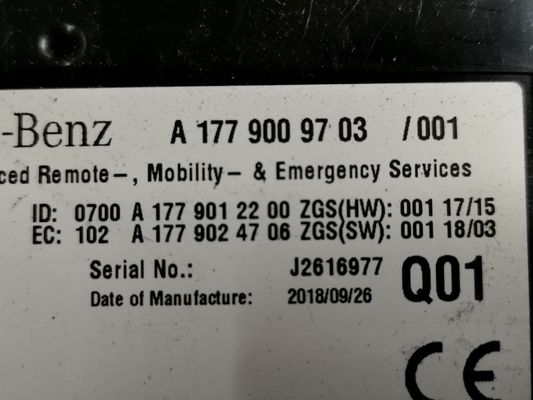 -Benz A 177 900 97 03 /001
ced Remote-, Mobility- & Emergency Services
ID: 0700 A 177 901 22 00 ZGS(HW): 001 17/15
EC: 102 A 177 902 47 06 ZGS(SW): 001 18/03
Serial No.: J2616977 Q01
Date of Manufacture: 2018/09/26
CE